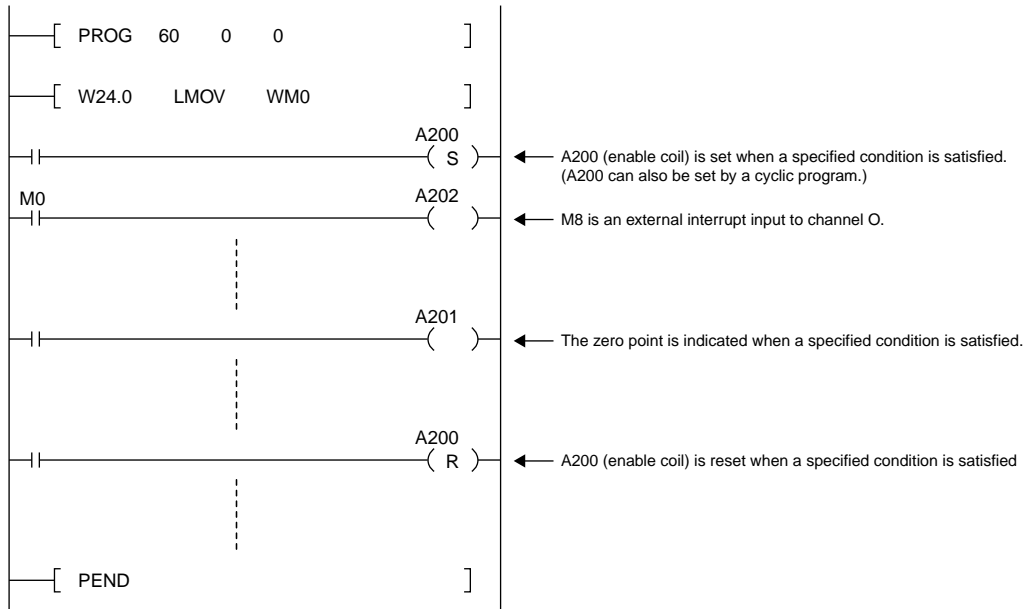 PROG 60 0 0
W24.0 LMOV WM0
A200
S
A200 (enable coil) is set when a specified condition is satisfied.
(A200 can also be set by a cyclic program.)
M0
A202
M8 is an external interrupt input to channel O.
A201
The zero point is indicated when a specified condition is satisfied.
A200
R
A200 (enable coil) is reset when a specified condition is satisfied
PEND